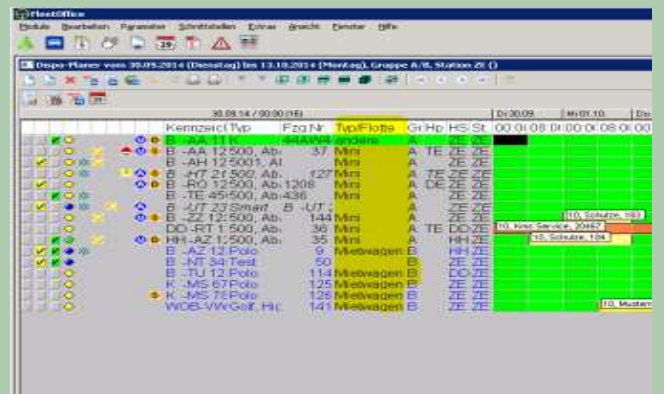 FleetOffice
Module Bearbeiten Parameter Schnittstellen Extras Ansicht Fenster Hilfe
Dispo-Planer vom 30.09.2014 (Dienstag) bis 13.10.2014 (Montag), Gruppe A/B, Station ZE ()
30.09.14 / 00:00 (16) Di 30.09. Mi 01.10.
Kennzeic Typ Fzg.Nr Typ/Flotte Gr Hp HS St
B -AA 11 K 44AW4 andere A ZE ZE
B -AA 12 500, Ab 37 Mini A TE ZE ZE
B -AH 12 5001, Al Mini A ZE ZE
B -HT 21 500, Ab 127 Mini A TE ZE ZE
B -RO 12 500, Ab 1208 Mini A DE ZE ZE
B -TE 45 500, Ab 436 Mini A ZE ZE
B -UT 23 Smart B -UT Mini A ZE ZE
B -ZZ 12 500, Ab 144 Mini A ZE ZE 10, Schulze, 193
DD -RT 1 500, Ab 36 Mini A TE DD ZE 10, Kein Service, 20467
HH -AZ 1 500, Ab 35 Mini A HH ZE 10, Schulze, 184
B -AZ 12 Polo 9 Mietwagen B HH ZE
B -NT 34 Test 50 B ZE ZE
B -TU 12 Polo 114 Mietwagen B DD ZE
K -MS 67 Polo 125 Mietwagen B ZE ZE
K -MS 78 Polo 126 Mietwagen B ZE ZE
WOB-VW Golf, 141 Mietwagen B ZE ZE